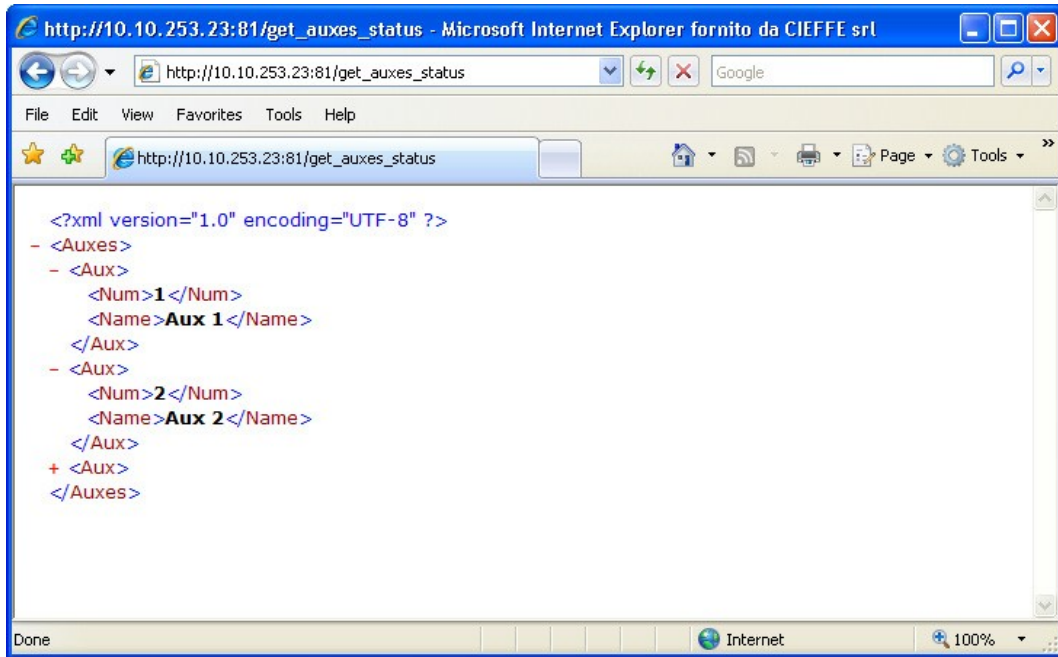 http://10.10.253.23:81/get_auxes_status - Microsoft Internet Explorer fornito da CIEFFE srl
http://10.10.253.23:81/get_auxes_status Google
File Edit View Favorites Tools Help
http://10.10.253.23:81/get_auxes_status Page Tools »
<?xml version="1.0" encoding="UTF-8" ?>
- <Auxes>
- <Aux>
<Num>1</Num>
<Name>Aux 1</Name>
</Aux>
- <Aux>
<Num>2</Num>
<Name>Aux 2</Name>
</Aux>
+ <Aux>
</Auxes>
Done Internet 100%